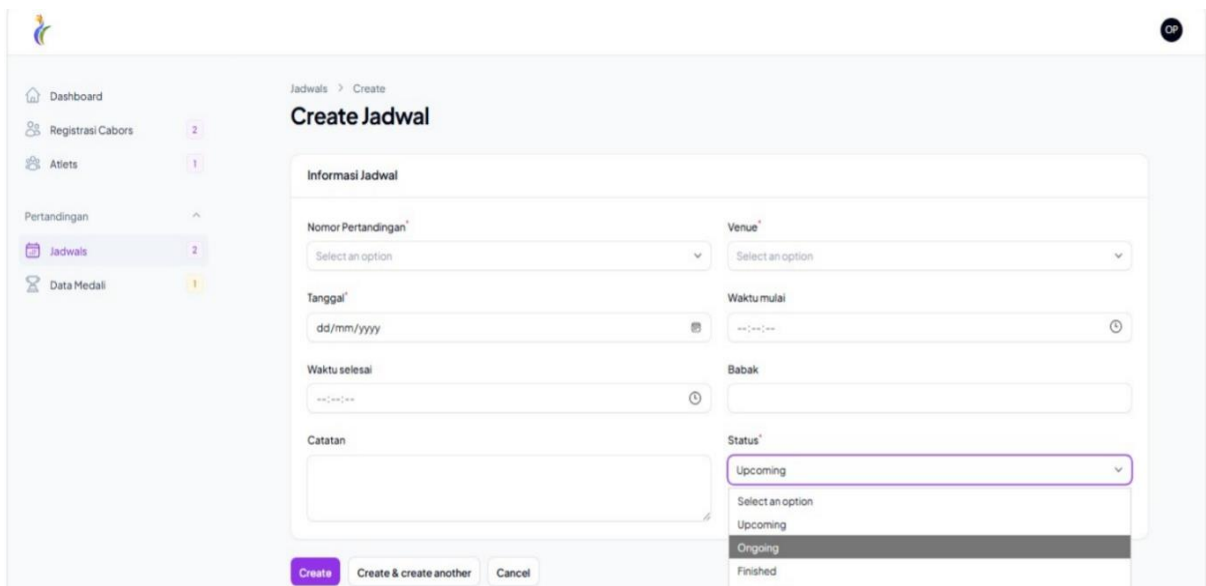 OP
Dashboard
Registrasi Cabors 2
Atlets 1
Pertandingan
Jadwals 2
Data Medali 1
Jadwals > Create
Create Jadwal
Informasi Jadwal
Nomor Pertandingan* Venue*
Select an option Select an option
Tanggal* Waktu mulai
dd/mm/yyyy --:--:--
Waktu selesai Babak
--:--:--
Catatan Status*
Upcoming
Select an option
Upcoming
Ongoing
Finished
Create Create & create another Cancel